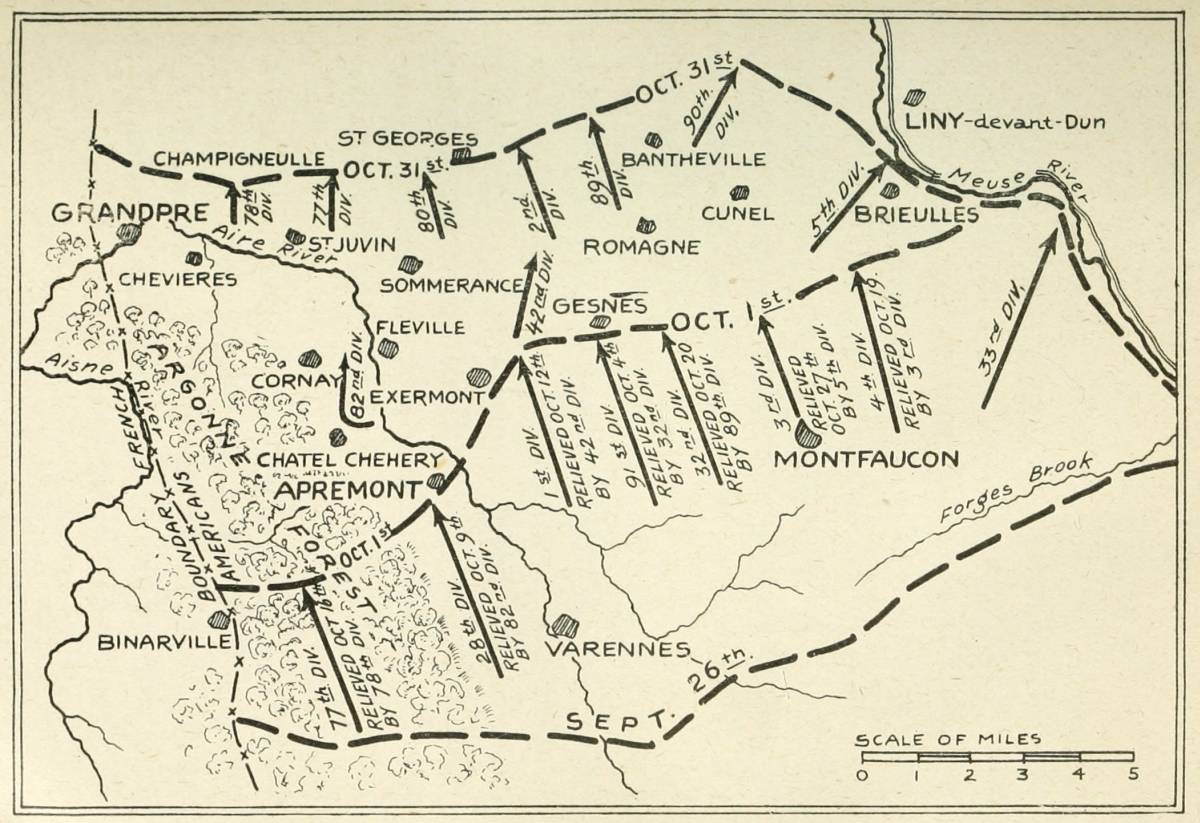 OCT. 31st
90th. DIV.
LINY-devant-Dun
ST GEORGES
CHAMPIGNEULLE
OCT. 31st.
BANTHEVILLE
Meuse River
78th DIV.
77th DIV.
80th DIV.
2nd. DIV.
89th. DIV.
CUNEL
5th DIV.
BRIEULLES
GRANDPRE
Aire River
ST JUVIN
ROMAGNE
CHEVIERES
SOMMERANCE
42nd DIV.
GESNES
OCT. 1st.
FLEVILLE
33rd DIV.
Aisne River
ARGONNE
FOREST
CORNAY
82nd DIV.
EXERMONT
1st DIV.
RELIEVED OCT. 12th
BY 42nd DIV.
91st DIV.
RELIEVED OCT. 4th
BY 32nd DIV.
32nd DIV.
RELIEVED OCT. 20
BY 89th DIV.
3rd DIV.
RELIEVED
OCT. 27th
BY 5th DIV.
4th DIV.
RELIEVED OCT. 19.
BY 3rd DIV.
MONTFAUCON
CHATEL CHEHERY
APREMONT
FRENCH
BOUNDARY
AMERICANS
Forges Brook
OCT. 1st
BINARVILLE
77th DIV.
RELIEVED OCT 16th
BY 78th DIV.
28th DIV.
RELIEVED OCT. 9th
BY 82nd DIV.
VARENNES
SEPT. 26th.
SCALE OF MILES
0 1 2 3 4 5